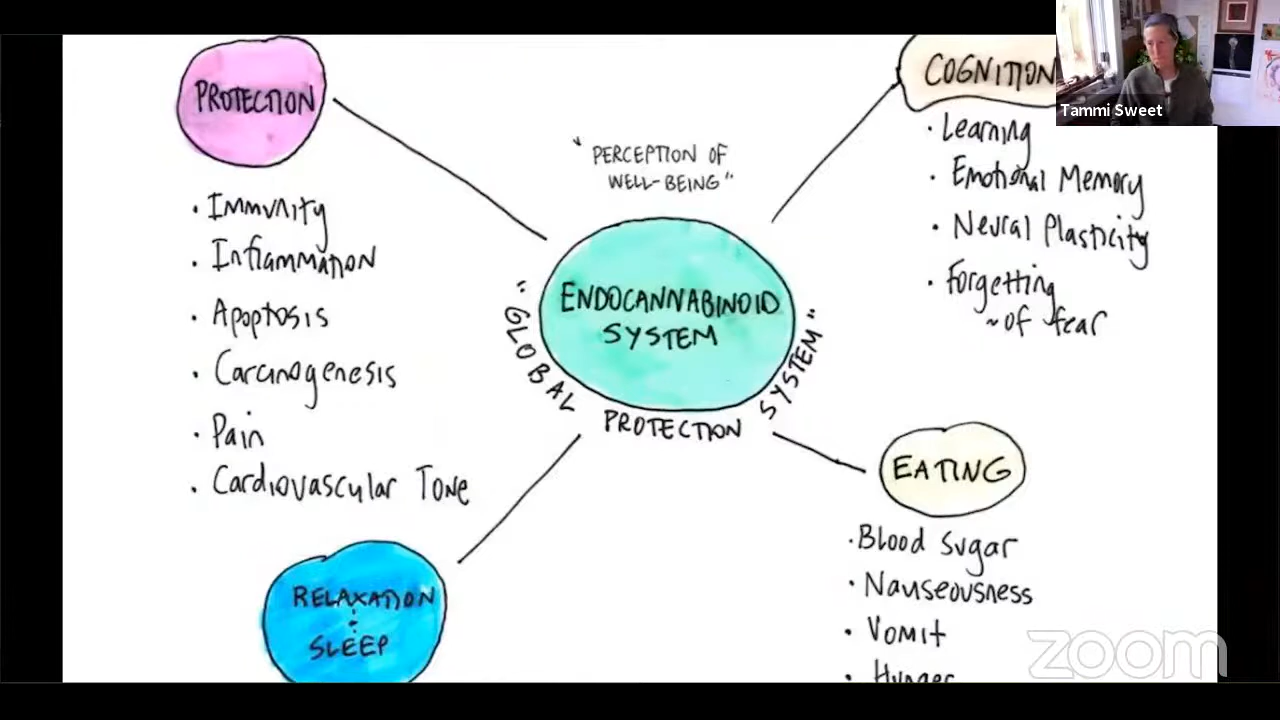 PROTECTION
• Immunity
• Inflammation
• Apoptosis
• Carcinogenesis
• Pain
• Cardiovascular Tone
"PERCEPTION OF
WELL-BEING"
ENDOCANNABINOID
SYSTEM
"GLOBAL PROTECTION SYSTEM"
COGNITION
• Learning
• Emotional Memory
• Neural Plasticity
• Forgetting
~ of fear
EATING
• Blood sugar
• Nauseousness
• Vomit
• Hunger
RELAXATION
:
SLEEP
Tammi Sweet
zoom